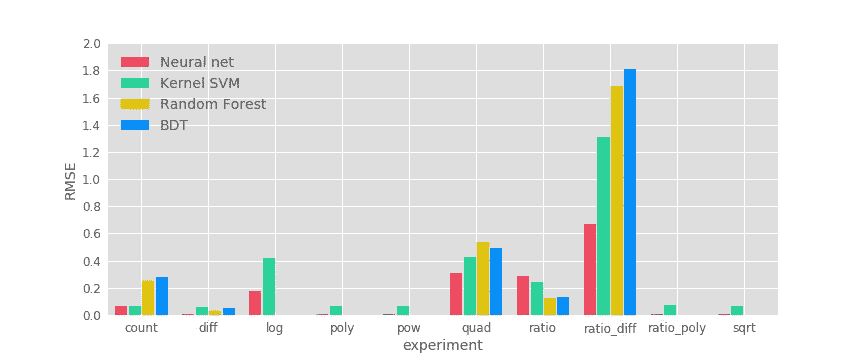 2.0
1.8
1.6
1.4
1.2
1.0
0.8
0.6
0.4
0.2
0.0
RMSE
Neural net
Kernel SVM
Random Forest
BDT
count diff log poly pow quad ratio ratio_diff ratio_poly sqrt
experiment